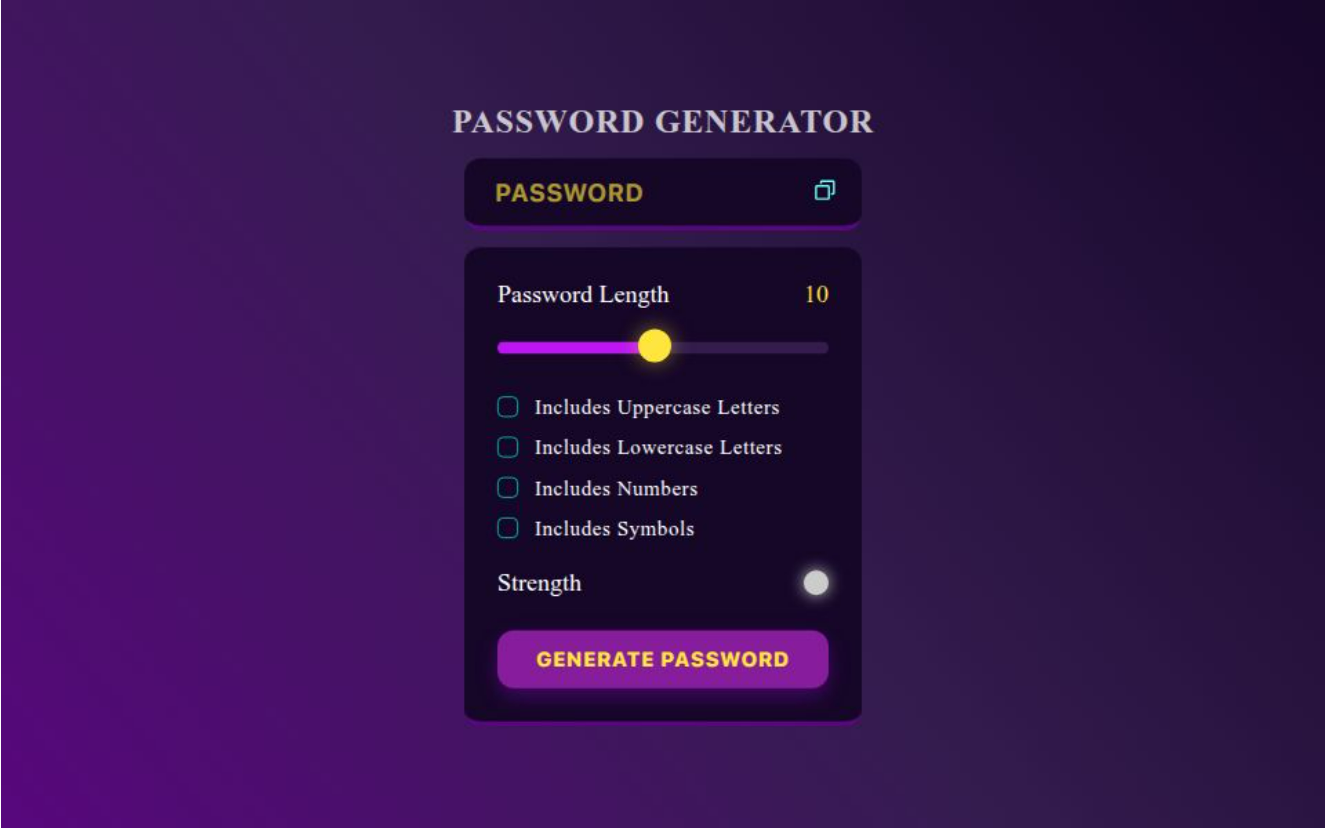 PASSWORD GENERATOR
PASSWORD
Password Length 10
Includes Uppercase Letters
Includes Lowercase Letters
Includes Numbers
Includes Symbols
Strength
GENERATE PASSWORD